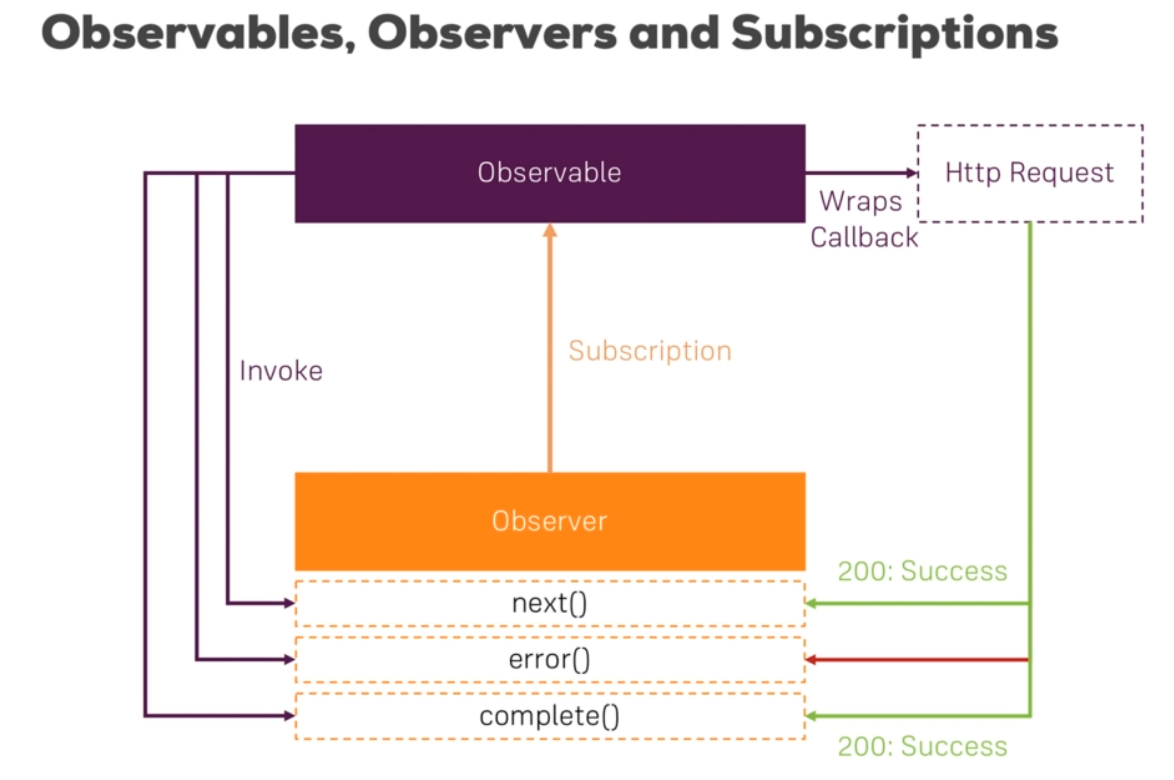 Observables, Observers and Subscriptions
Observable
Http Request
Wraps
Callback
Invoke
Subscription
Observer
200: Success
next()
error()
complete()
200: Success